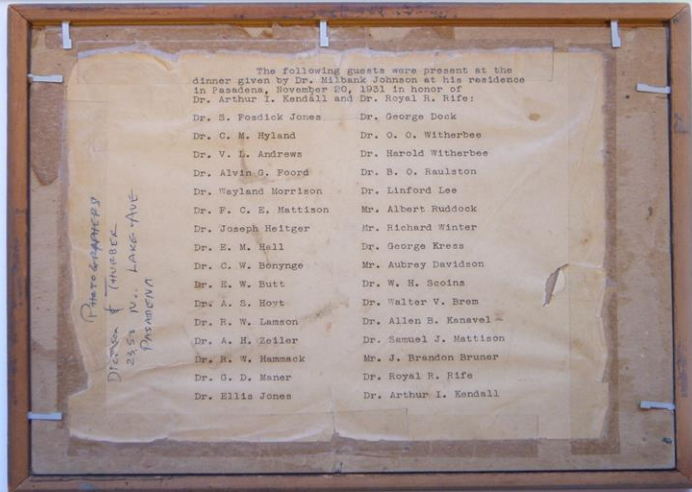 The following guests were present at the
dinner given by Dr. Milbank Johnson at his residence
in Pasadena, November 20, 1931 in honor of
Dr. Arthur I. Kendall and Dr. Royal R. Rife:
Dr. S. Fosdick Jones Dr. George Dock
Dr. C. M. Hyland Dr. O. O. Witherbee
Dr. V. L. Andrews Dr. Harold Witherbee
Dr. Alvin G. Foord Dr. B. O. Raulston
Dr. Wayland Morrison Dr. Linford Lee
Dr. F. C. E. Mattison Mr. Albert Ruddock
Dr. Joseph Heitger Mr. Richard Winter
Dr. E. M. Hall Dr. George Kress
Dr. C. W. Bonynge Mr. Aubrey Davidson
Dr. E. W. Butt Dr. W. H. Scoins
Dr. A. S. Hoyt Dr. Walter V. Brem
Dr. R. W. Lamson Dr. Allen B. Kanavel
Dr. A. H. Zeiler Dr. Samuel J. Mattison
Dr. R. W. Hammack Mr. J. Brandon Bruner
Dr. G. D. Maner Dr. Royal R. Rife
Dr. Ellis Jones Dr. Arthur I. Kendall
PHOTOGRAPHERS
& THURBER
No. LAKE AVE
PASADENA